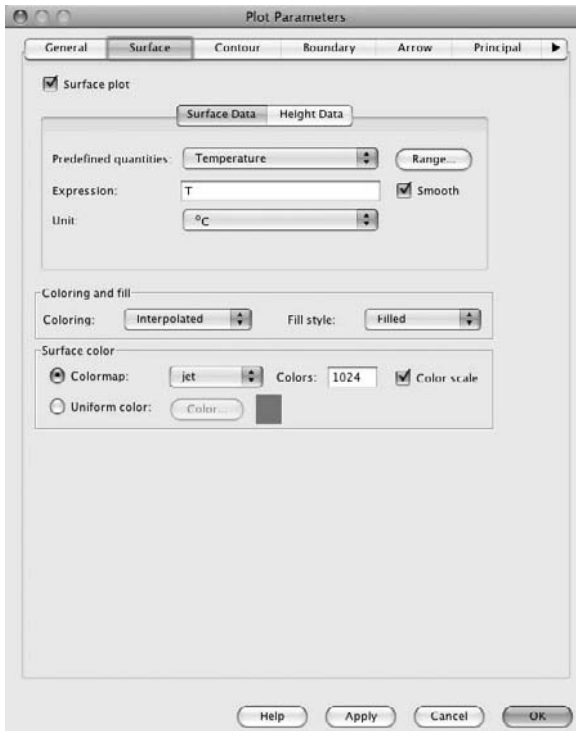 Plot Parameters
General Surface Contour Boundary Arrow Principal
Surface plot
Surface Data Height Data
Predefined quantities: Temperature Range...
Expression: T Smooth
Unit: °C
Coloring and fill
Coloring: Interpolated Fill style: Filled
Surface color
Colormap: jet Colors: 1024 Color scale
Uniform color: Color...
Help Apply Cancel OK